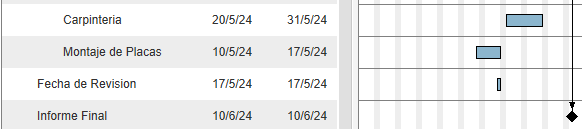 Carpinteria 20/5/24 31/5/24
Montaje de Placas 10/5/24 17/5/24
Fecha de Revision 17/5/24 17/5/24
Informe Final 10/6/24 10/6/24